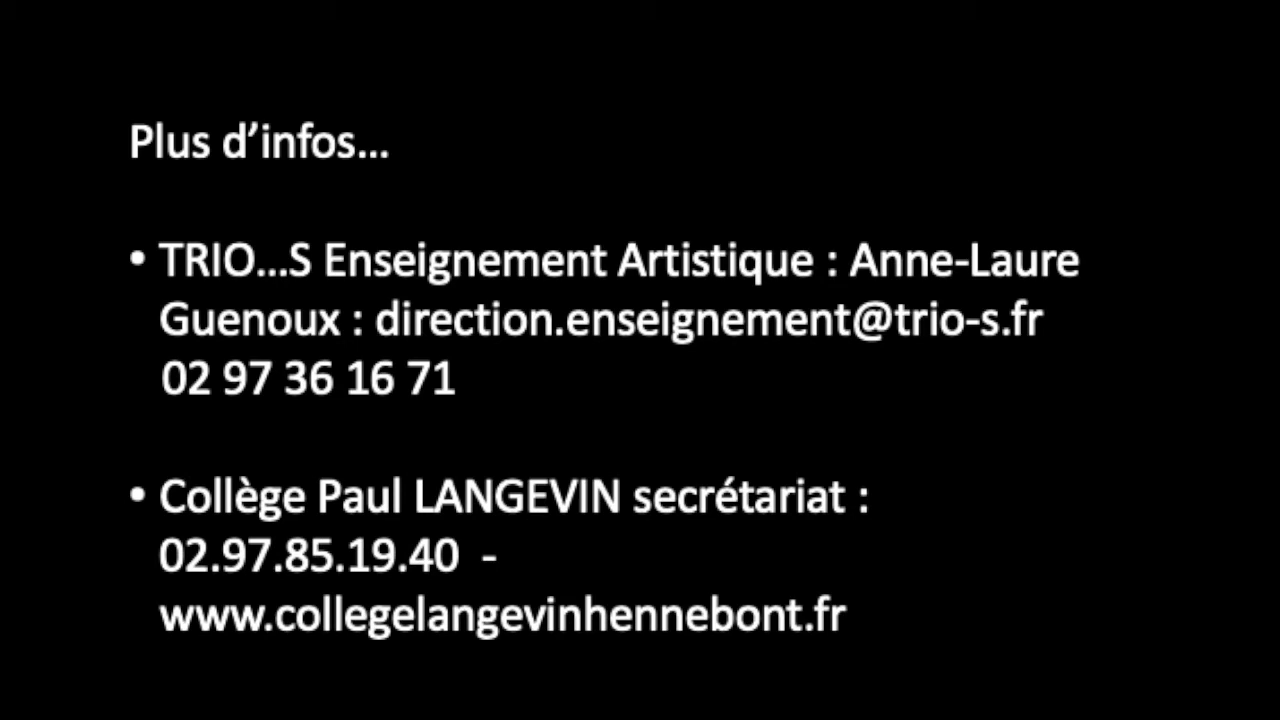 Plus d’infos...
• TRIO...S Enseignement Artistique : Anne-Laure
Guenoux : direction.enseignement@trio-s.fr
02 97 36 16 71
• Collège Paul LANGEVIN secrétariat :
02.97.85.19.40 -
www.collegelangevinhennebont.fr